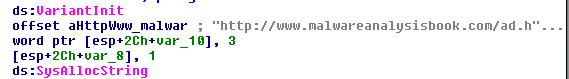 ds:VariantInit
offset aHttpWww_malwar ; "http://www.malwareanalysisbook.com/ad.h"...
word ptr [esp+2Ch+var_10], 3
[esp+2Ch+var_8], 1
ds:SysAllocString